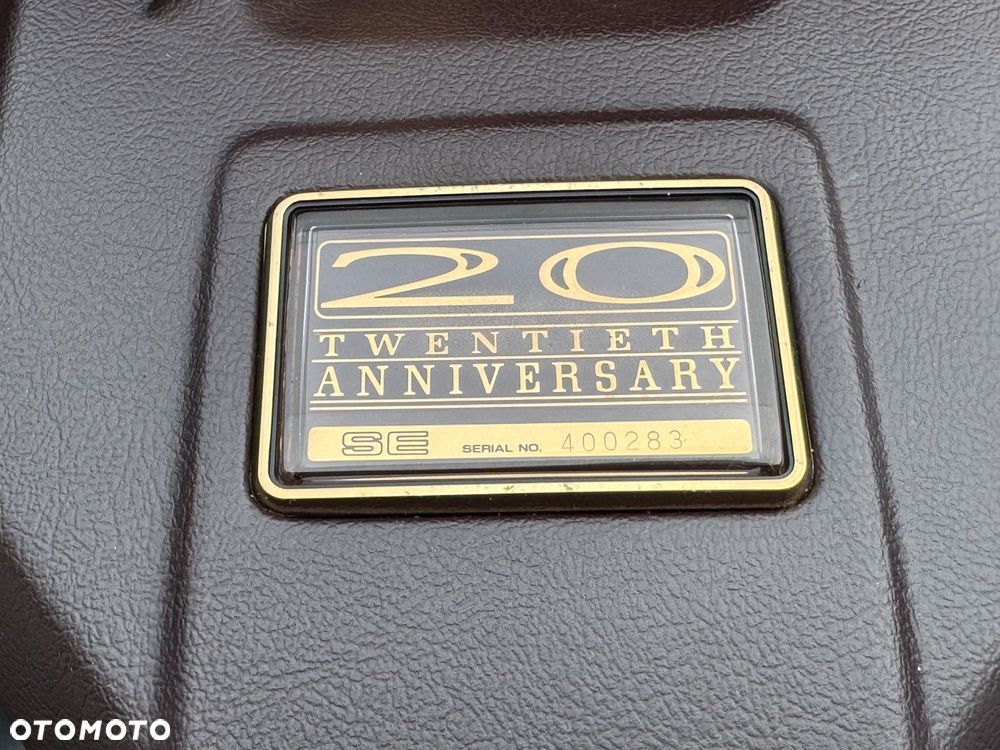 20
TWENTIETH
ANNIVERSARY
SE SERIAL NO. 400283
OTOMOTO